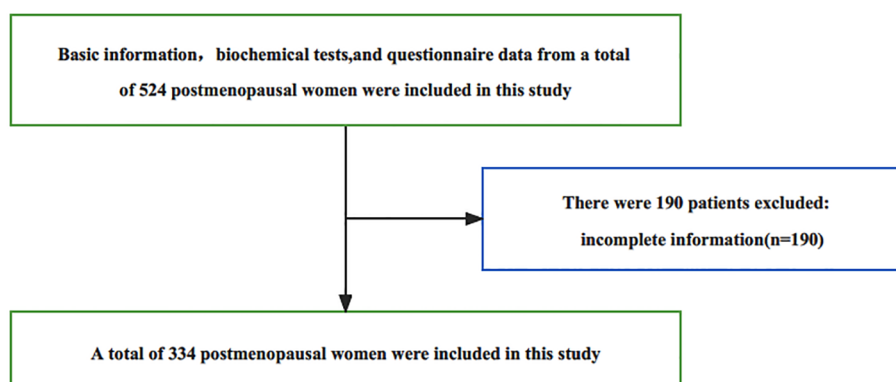 Basic information，biochemical tests,and questionnaire data from a total
of 524 postmenopausal women were included in this study
There were 190 patients excluded:
incomplete information(n=190)
A total of 334 postmenopausal women were included in this study